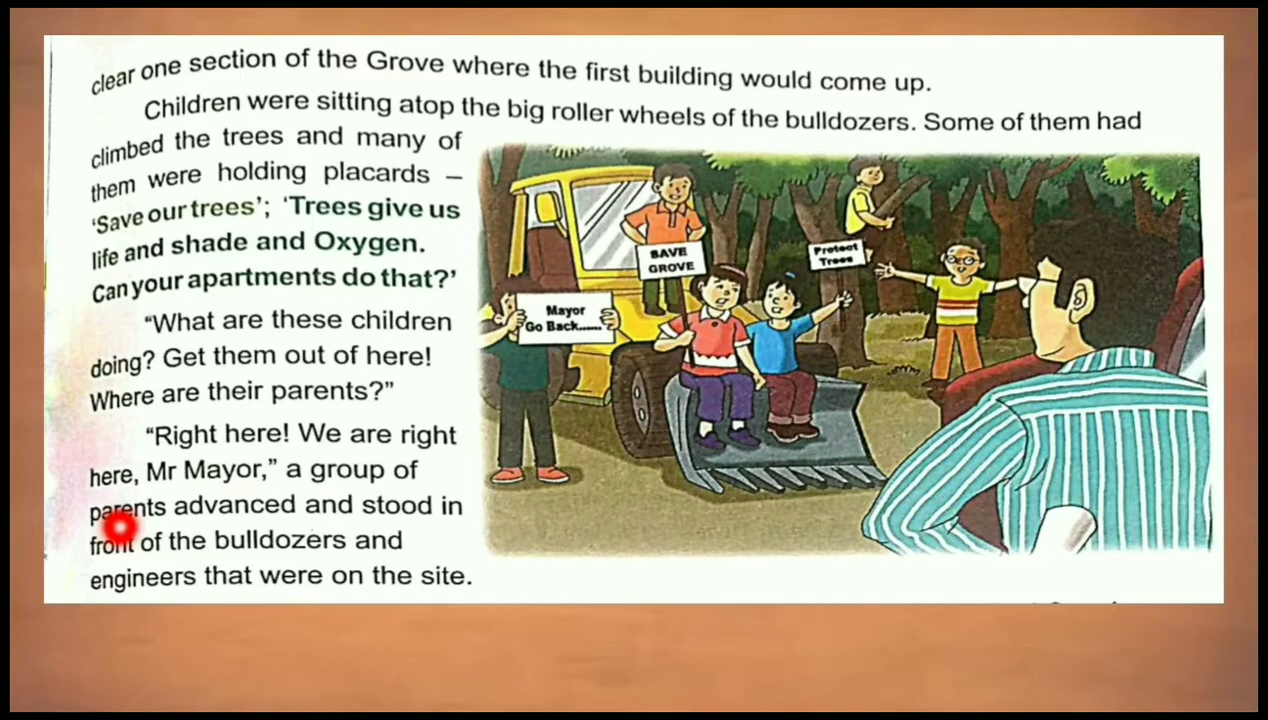 clear one section of the Grove where the first building would come up.
Children were sitting atop the big roller wheels of the bulldozers. Some of them had
climbed the trees and many of
them were holding placards –
‘Save our trees’; ‘Trees give us
life and shade and Oxygen.
Can your apartments do that?’
“What are these children
doing? Get them out of here!
Where are their parents?”
“Right here! We are right
here, Mr Mayor,” a group of
parents advanced and stood in
front of the bulldozers and
engineers that were on the site.
SAVE
GROVE
Protect
Trees
Mayor
Go Back......